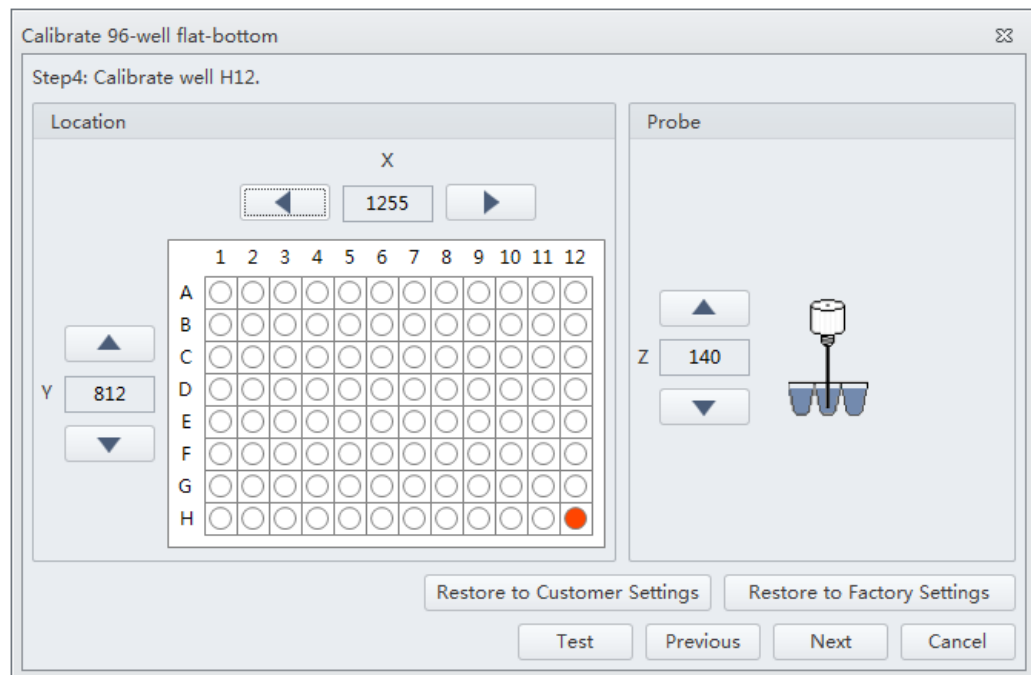 Calibrate 96-well flat-bottom
Step4: Calibrate well H12.
Location
X
1255
1 2 3 4 5 6 7 8 9 10 11 12
A
B
C
D
E
F
G
H
Y 812
Probe
Z 140
Restore to Customer Settings Restore to Factory Settings
Test Previous Next Cancel